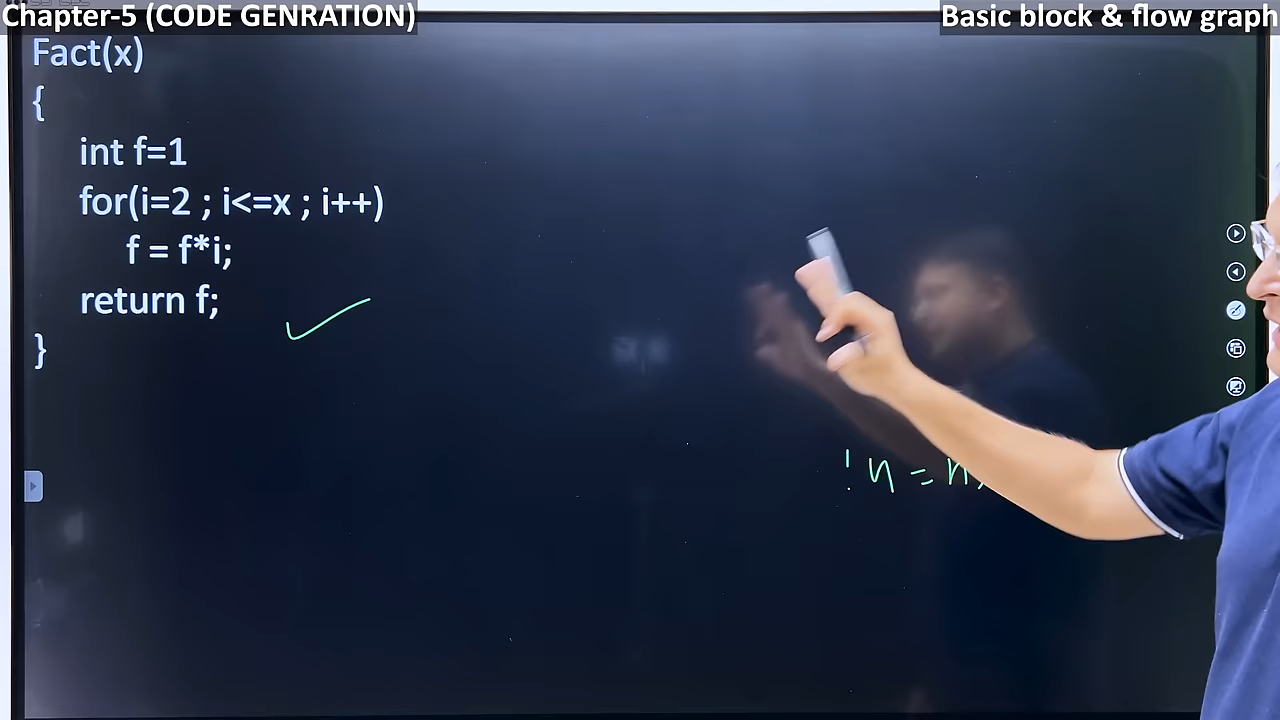 Chapter-5 (CODE GENRATION)
Basic block & flow graph
Fact(x)
{
int f=1
for(i=2 ; i<=x ; i++)
f = f*i;
return f;
}
!n = n